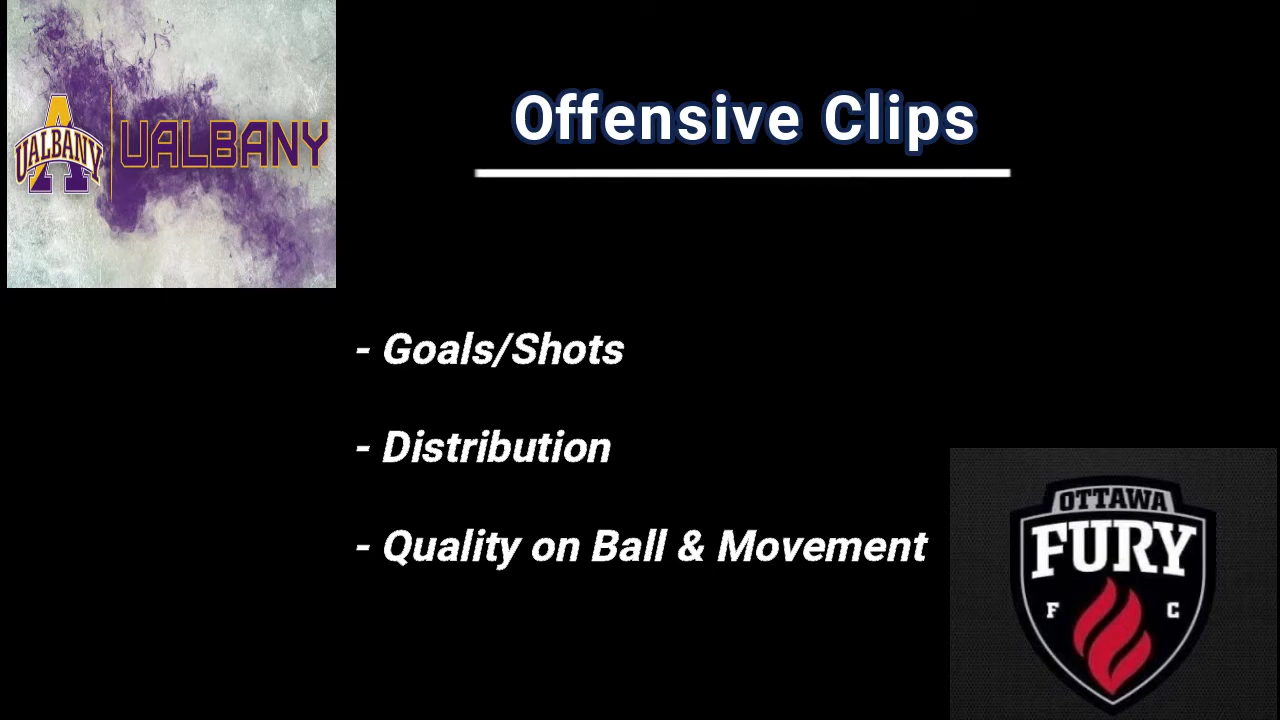 UALBANY
UALBANY
Offensive Clips
- Goals/Shots
- Distribution
- Quality on Ball & Movement
OTTAWA
FURY
F C